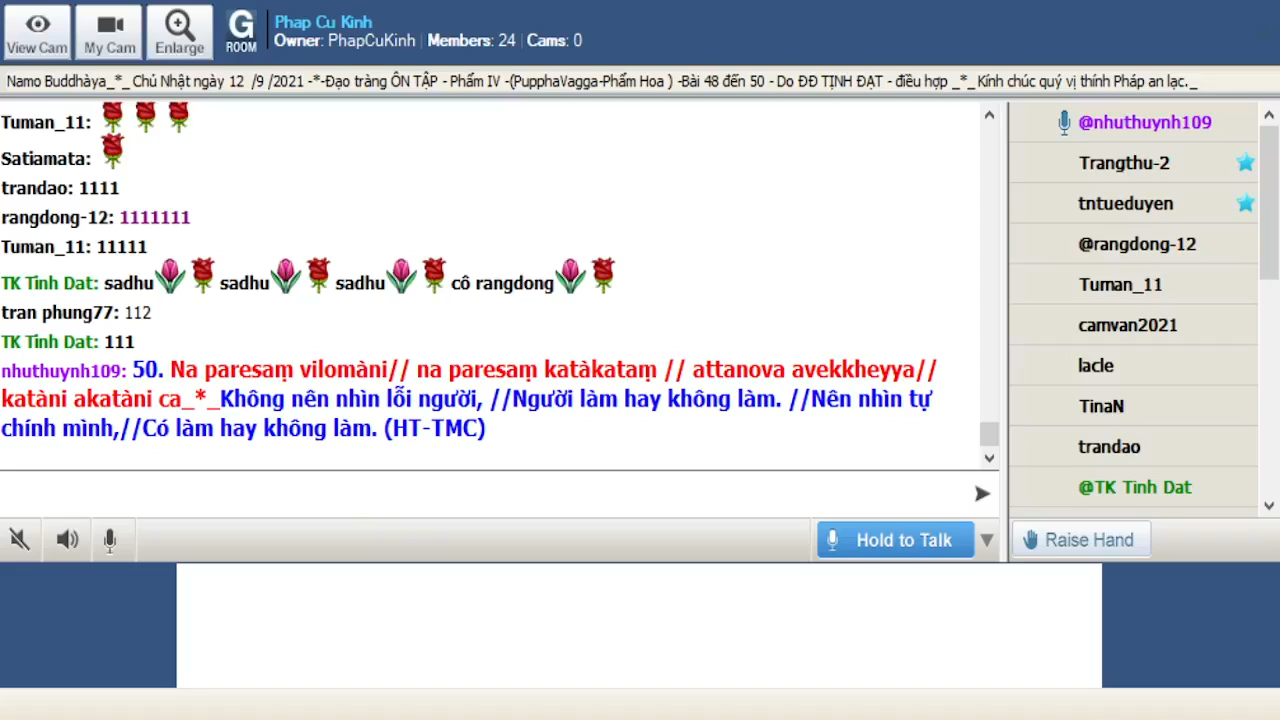 View Cam
My Cam
Enlarge
G
ROOM
Phap Cu Kinh
Owner: PhapCuKinh | Members: 24 | Cams: 0
Namo Buddhàya_*_ Chủ Nhật ngày 12 /9 /2021 -*-Đạo tràng ÔN TẬP - Phẩm IV -(PupphaVagga-Phẩm Hoa ) -Bài 48 đến 50 - Do ĐĐ TỊNH ĐẠT - điều hợp _*_Kính chúc quý vị thính Pháp an lạc._
Tuman_11:
Satiamata:
trandao: 1111
rangdong-12: 1111111
Tuman_11: 11111
TK Tinh Dat: sadhu sadhu sadhu cô rangdong
tran phung77: 112
TK Tinh Dat: 111
nhuthuynh109: 50. Na paresaṃ vilomàni// na paresaṃ katàkataṃ // attanova avekkheyya//
katàni akatàni ca_*_Không nên nhìn lỗi người, //Người làm hay không làm. //Nên nhìn tự
chính mình,//Có làm hay không làm. (HT-TMC)
@nhuthuynh109
Trangthu-2
tntueduyen
@rangdong-12
Tuman_11
camvan2021
lacle
TinaN
trandao
@TK Tinh Dat
Hold to Talk
Raise Hand